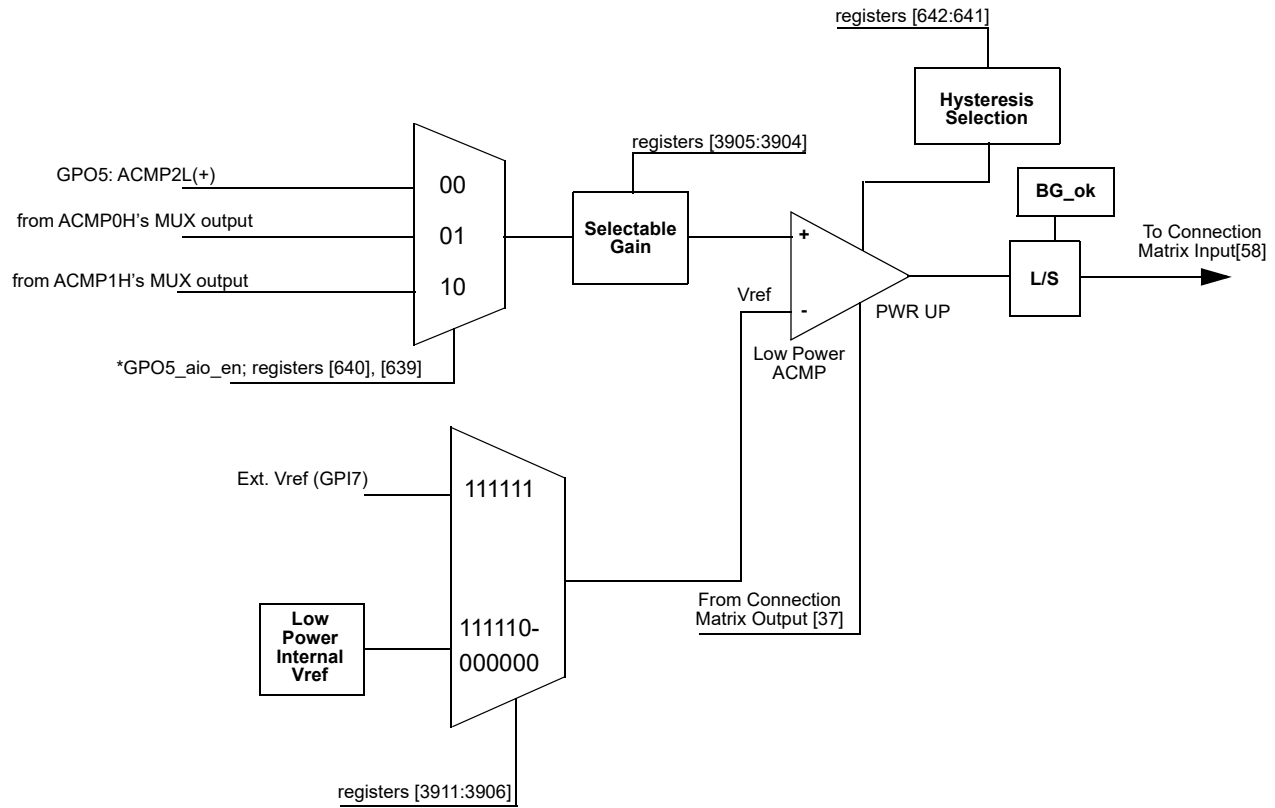 registers [642:641]
Hysteresis
Selection
registers [3905:3904]
GPO5: ACMP2L(+)
00
BG_ok
from ACMP0H's MUX output
01
Selectable
Gain
+
To Connection
Matrix Input[58]
from ACMP1H's MUX output
10
L/S
Vref
-
PWR UP
Low Power
ACMP
*GPO5_aio_en; registers [640], [639]
Ext. Vref (GPI7)
111111
From Connection
Matrix Output [37]
Low
Power
Internal
Vref
111110-
000000
registers [3911:3906]